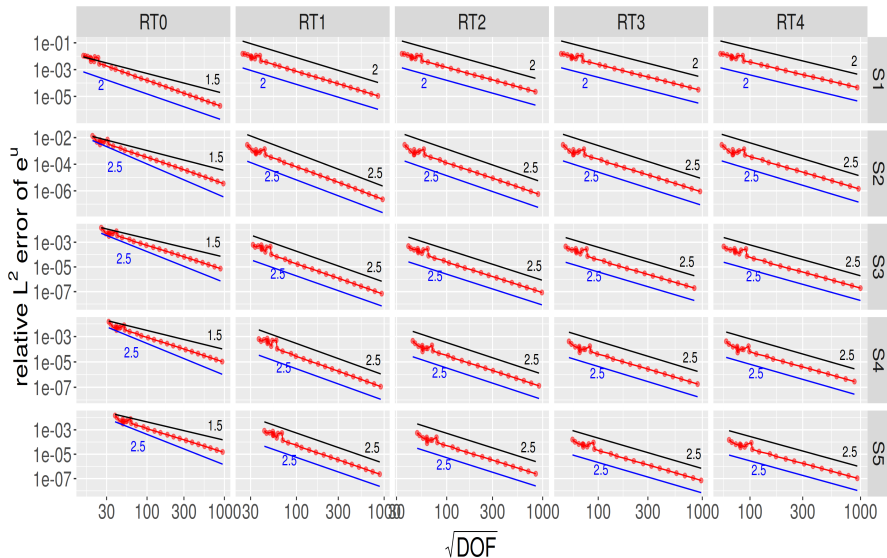 RT0 RT1 RT2 RT3 RT4
1e-01
1e-03
1e-05
1.5 2 2 2 2
2 2 2 2 2
S1
1e-02
1e-04
1e-06
1.5 2.5 2.5 2.5 2.5
2.5 2.5 2.5 2.5 2.5
S2
1e-03
1e-05
1e-07
1.5 2.5 2.5 2.5 2.5
2.5 2.5 2.5 2.5 2.5
S3
1e-03
1e-05
1e-07
1.5 2.5 2.5 2.5 2.5
2.5 2.5 2.5 2.5 2.5
S4
1e-03
1e-05
1e-07
1.5 2.5 2.5 2.5 2.5
2.5 2.5 2.5 2.5 2.5
S5
30 100 300 1000 100 300 1000 100 300 1000 100 300 1000 100 300 1000
√DOF
relative L² error of eᵘ